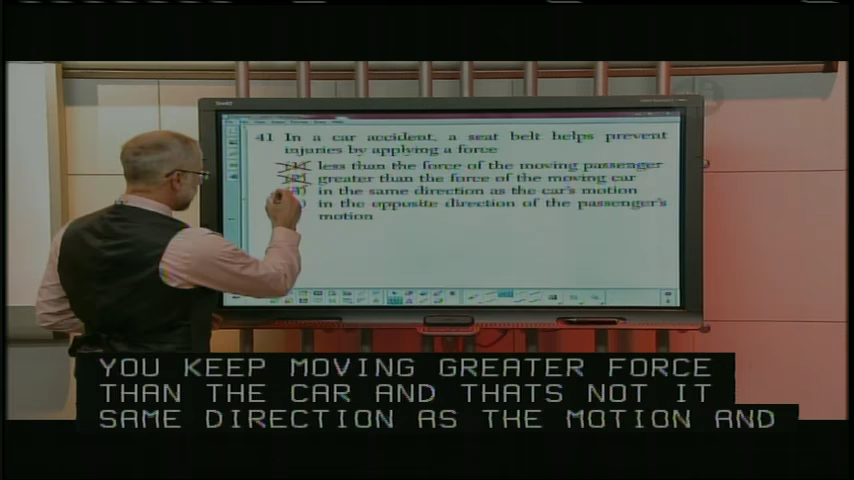 41 In a car accident, a seat belt helps prevent
injuries by applying a force
(1) less than the force of the moving passenger
(2) greater than the force of the moving car
in the same direction as the car's motion
in the opposite direction of the passenger's
motion
YOU KEEP MOVING GREATER FORCE
THAN THE CAR AND THATS NOT IT
SAME DIRECTION AS THE MOTION AND